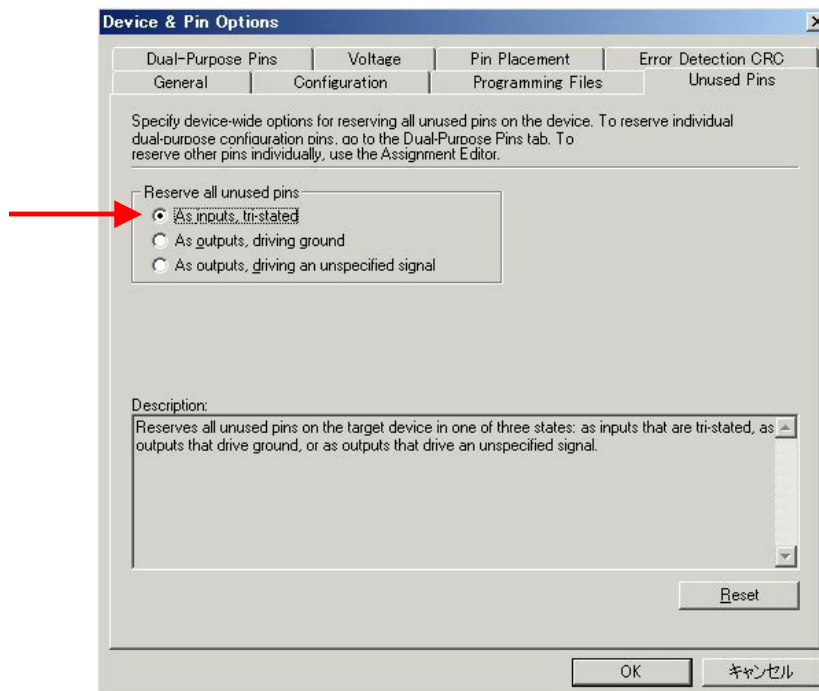 Device & Pin Options
Dual-Purpose Pins Voltage Pin Placement Error Detection CRC
General Configuration Programming Files Unused Pins
Specify device-wide options for reserving all unused pins on the device. To reserve individual
dual-purpose configuration pins, go to the Dual-Purpose Pins tab. To
reserve other pins individually, use the Assignment Editor.
Reserve all unused pins
As inputs, tri-stated
As outputs, driving ground
As outputs, driving an unspecified signal
Description:
Reserves all unused pins on the target device in one of three states: as inputs that are tri-stated, as
outputs that drive ground, or as outputs that drive an unspecified signal.
Reset
OK キャンセル